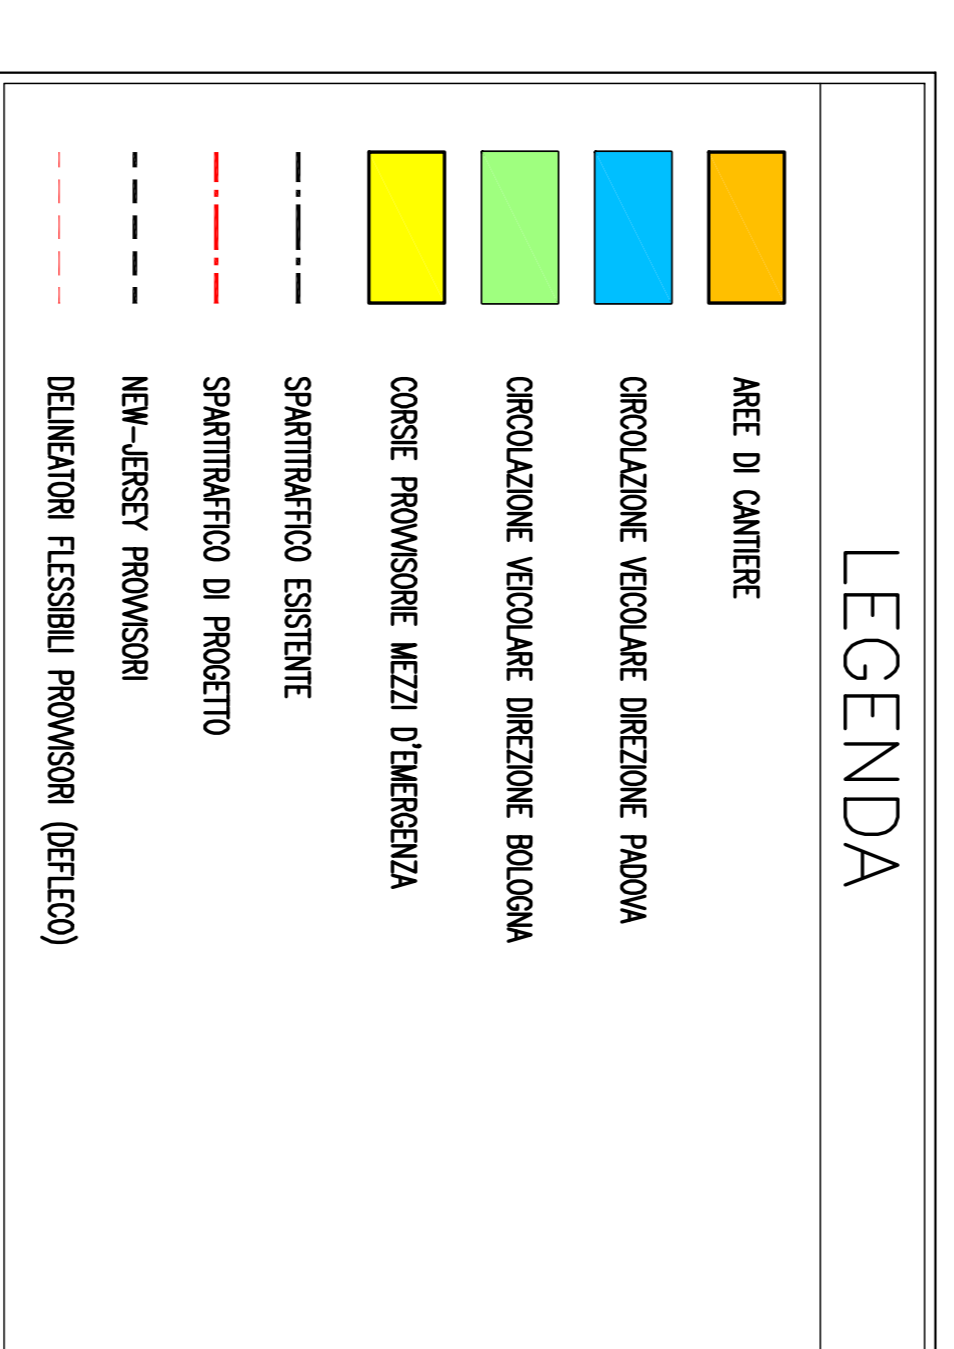 LEGENDA
AREE DI CANTIERE
CIRCOLAZIONE VEICOLARE DIREZIONE PADOVA
CIRCOLAZIONE VEICOLARE DIREZIONE BOLOGNA
CORSIE PROVVISORIE MEZZI D'EMERGENZA
SPARTITRAFFICO ESISTENTE
SPARTITRAFFICO DI PROGETTO
NEW-JERSEY PROVVISORI
DELINEATORI FLESSIBILI PROVVISORI (DEFLECO)